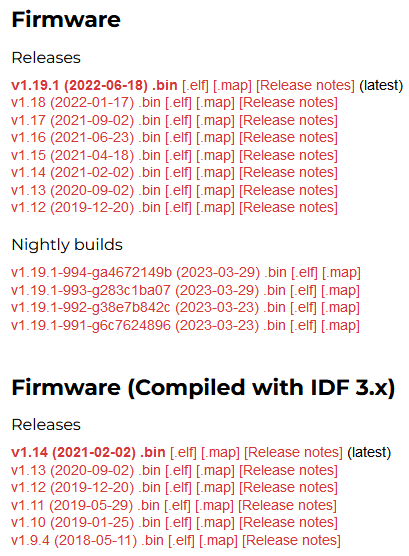 Firmware
Releases
v1.19.1 (2022-06-18) .bin [.elf] [.map] [Release notes] (latest)
v1.18 (2022-01-17) .bin [.elf] [.map] [Release notes]
v1.17 (2021-09-02) .bin [.elf] [.map] [Release notes]
v1.16 (2021-06-23) .bin [.elf] [.map] [Release notes]
v1.15 (2021-04-18) .bin [.elf] [.map] [Release notes]
v1.14 (2021-02-02) .bin [.elf] [.map] [Release notes]
v1.13 (2020-09-02) .bin [.elf] [.map] [Release notes]
v1.12 (2019-12-20) .bin [.elf] [.map] [Release notes]
Nightly builds
v1.19.1-994-ga4672149b (2023-03-29) .bin [.elf] [.map]
v1.19.1-993-g283c1ba07 (2023-03-29) .bin [.elf] [.map]
v1.19.1-992-g38e7b842c (2023-03-23) .bin [.elf] [.map]
v1.19.1-991-g6c7624896 (2023-03-23) .bin [.elf] [.map]
Firmware (Compiled with IDF 3.x)
Releases
v1.14 (2021-02-02) .bin [.elf] [.map] [Release notes] (latest)
v1.13 (2020-09-02) .bin [.elf] [.map] [Release notes]
v1.12 (2019-12-20) .bin [.elf] [.map] [Release notes]
v1.11 (2019-05-29) .bin [.elf] [.map] [Release notes]
v1.10 (2019-01-25) .bin [.elf] [.map] [Release notes]
v1.9.4 (2018-05-11) .bin [.elf] [.map] [Release notes]